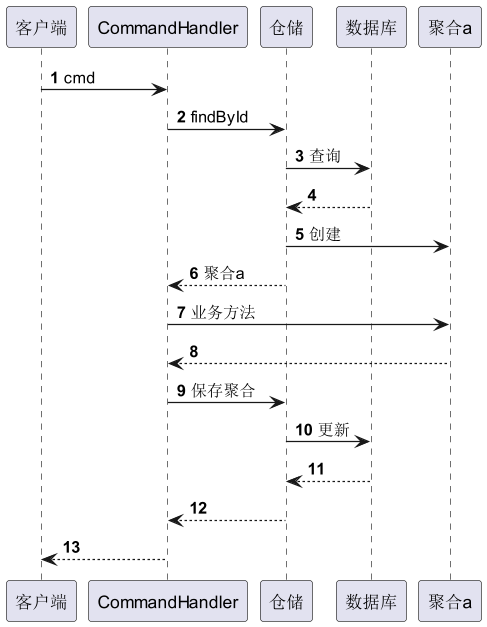 客户端 CommandHandler 仓储 数据库 聚合a
1 cmd
2 findById
3 查询
4
5 创建
6 聚合a
7 业务方法
8
9 保存聚合
10 更新
11
12
13
客户端 CommandHandler 仓储 数据库 聚合a